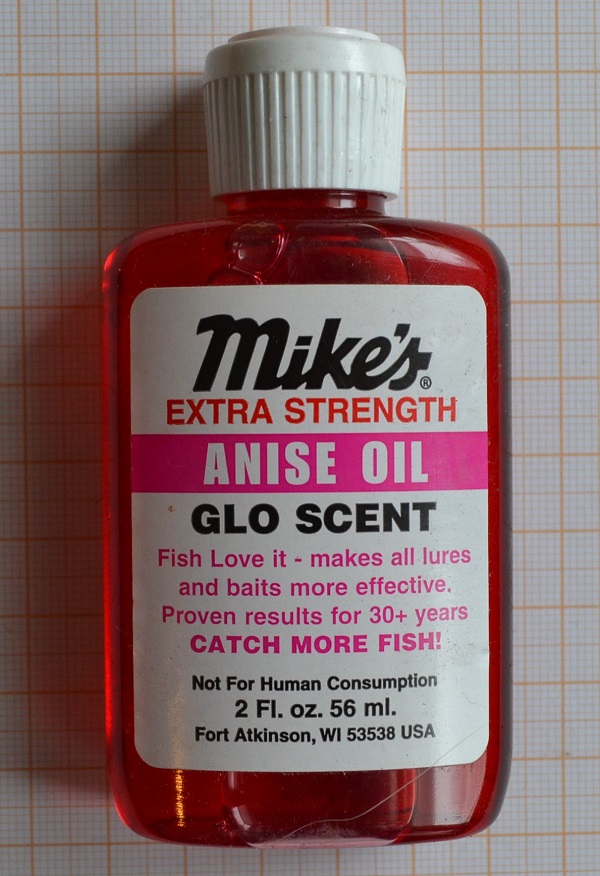 Mike's®
EXTRA STRENGTH
ANISE OIL
GLO SCENT
Fish Love it - makes all lures
and baits more effective.
Proven results for 30+ years
CATCH MORE FISH!
Not For Human Consumption
2 Fl. oz. 56 ml.
Fort Atkinson, WI 53538 USA